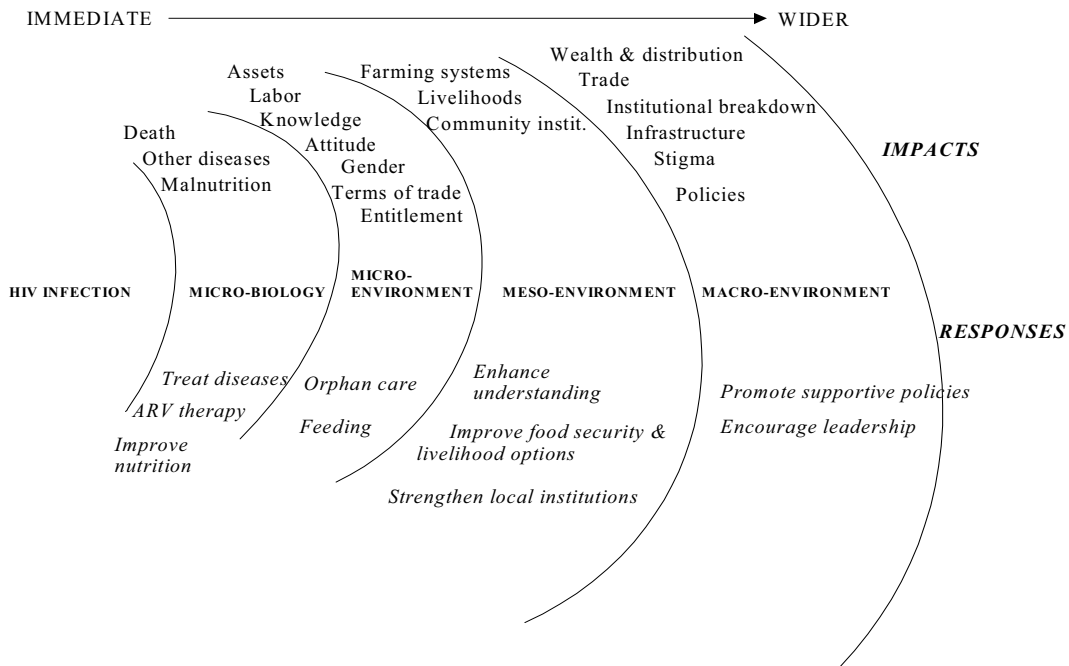 IMMEDIATE
WIDER
Wealth & distribution
Trade
Institutional breakdown
Infrastructure
Stigma
Policies
Farming systems
Livelihoods
Community instit.
Assets
Labor
Knowledge
Attitude
Gender
Terms of trade
Entitlement
Death
Other diseases
Malnutrition
IMPACTS
HIV INFECTION
MICRO-BIOLOGY
MICRO-
ENVIRONMENT
MESO-ENVIRONMENT
MACRO-ENVIRONMENT
RESPONSES
Treat diseases
ARV therapy
Improve
nutrition
Orphan care
Feeding
Enhance
understanding
Improve food security &
livelihood options
Strengthen local institutions
Promote supportive policies
Encourage leadership